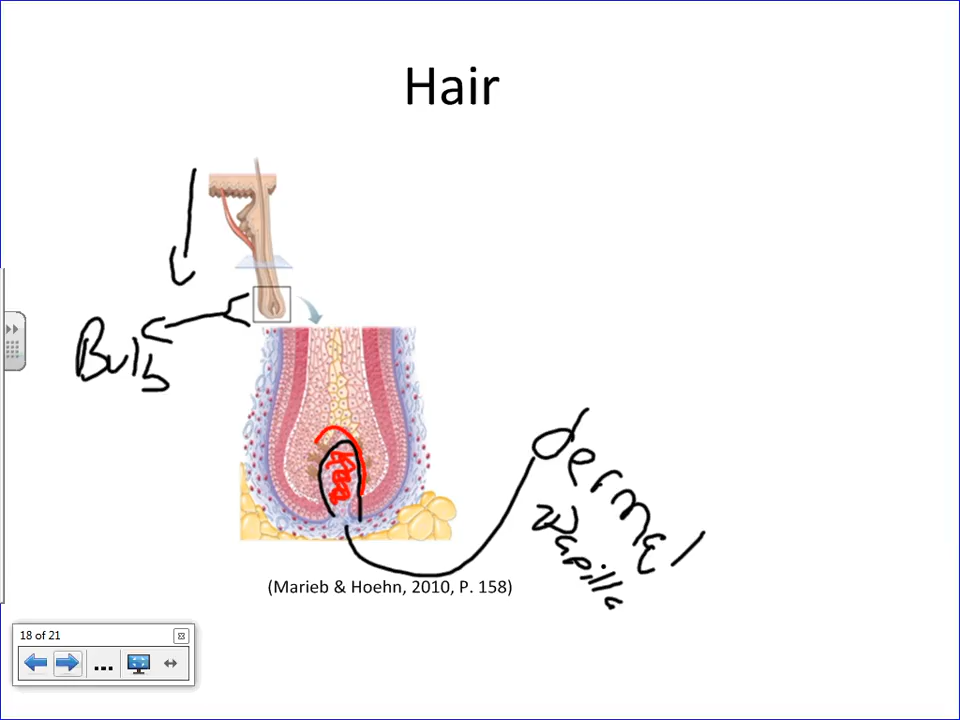 Hair
Bulb
dermal
Papilla
(Marieb & Hoehn, 2010, P. 158)
18 of 21
...